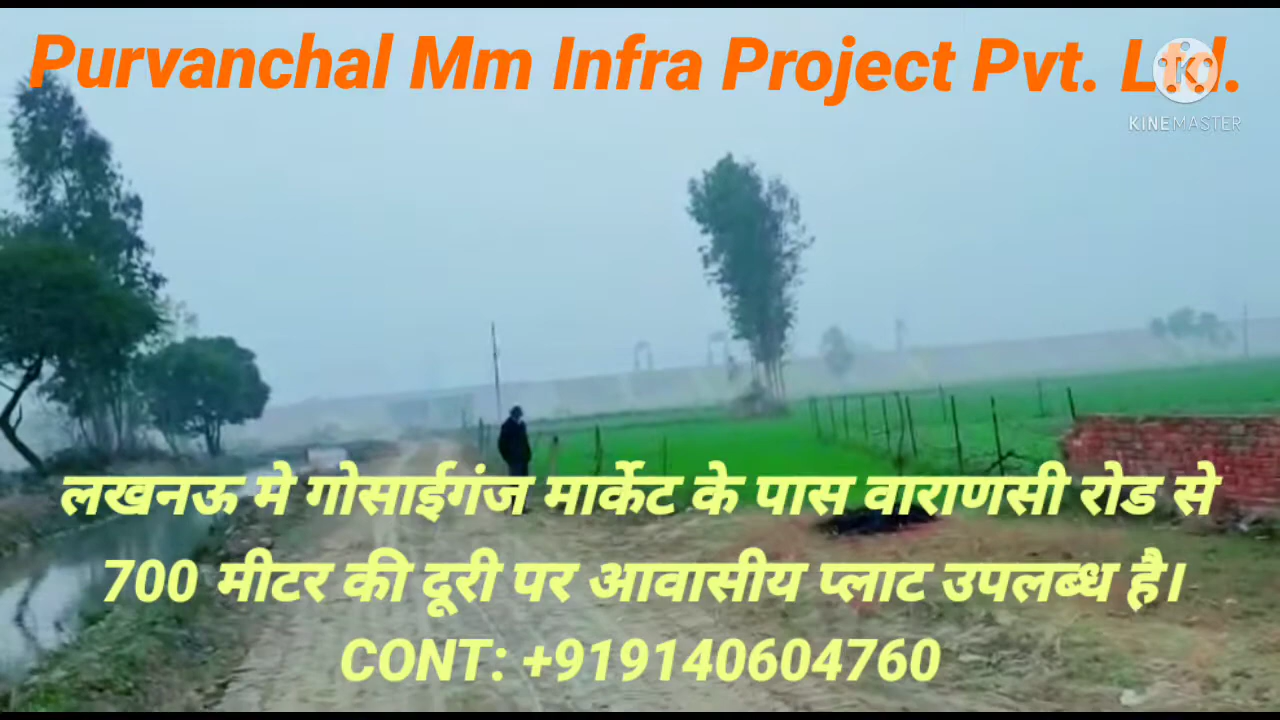 Purvanchal Mm Infra Project Pvt. Ltd.
KINEMASTER
लखनऊ मे गोसाईगंज मार्केट के पास वाराणसी रोड से
700 मीटर की दूरी पर आवासीय प्लाट उपलब्ध है।
CONT: +919140604760